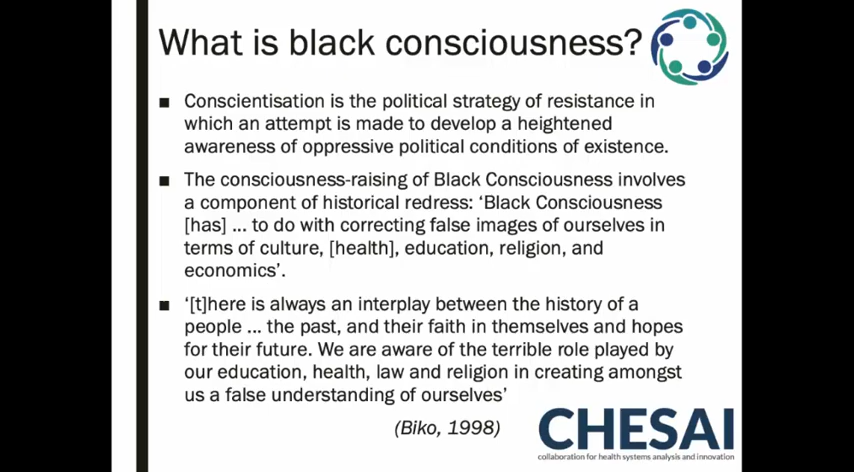 What is black consciousness?
■ Conscientisation is the political strategy of resistance in
which an attempt is made to develop a heightened
awareness of oppressive political conditions of existence.
■ The consciousness-raising of Black Consciousness involves
a component of historical redress: ‘Black Consciousness
[has] ... to do with correcting false images of ourselves in
terms of culture, [health], education, religion, and
economics’.
■ ‘[t]here is always an interplay between the history of a
people ... the past, and their faith in themselves and hopes
for their future. We are aware of the terrible role played by
our education, health, law and religion in creating amongst
us a false understanding of ourselves’
(Biko, 1998)
CHESAI
collaboration for health systems analysis and innovation